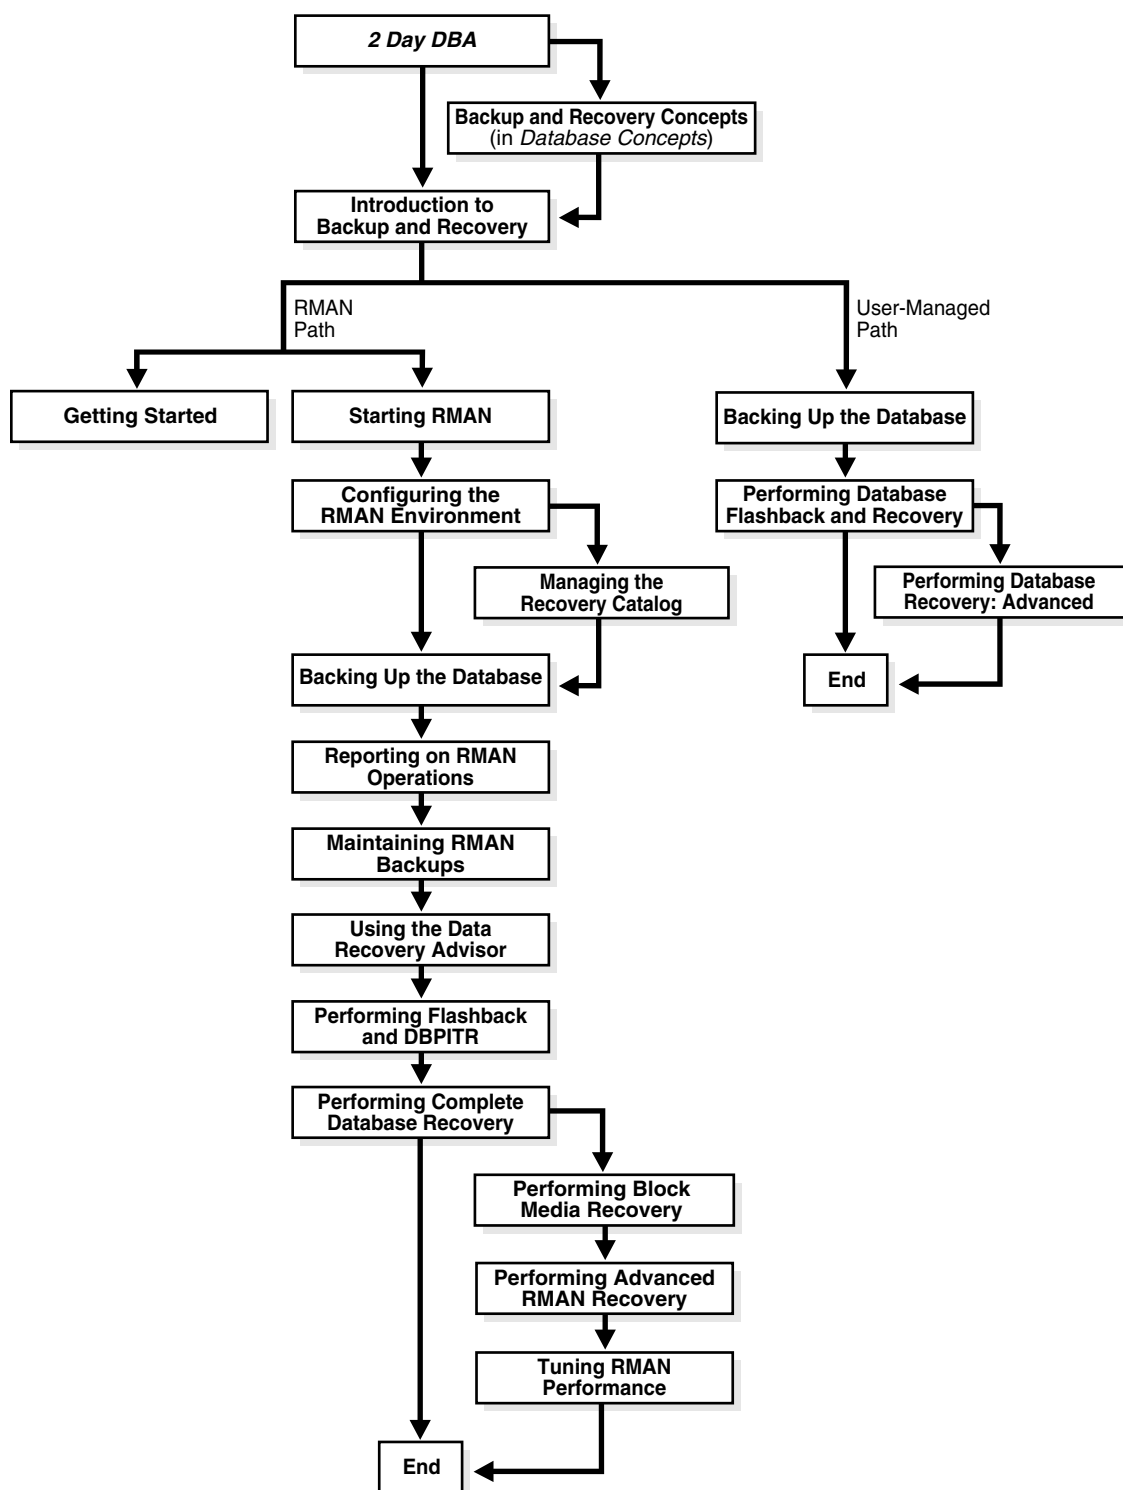 2 Day DBA
Backup and Recovery Concepts
(in Database Concepts)
Introduction to
Backup and Recovery
RMAN
Path
User-Managed
Path
Getting Started
Starting RMAN
Backing Up the Database
Configuring the
RMAN Environment
Performing Database
Flashback and Recovery
Managing the
Recovery Catalog
Performing Database
Recovery: Advanced
Backing Up the Database
End
Reporting on RMAN
Operations
Maintaining RMAN
Backups
Using the Data
Recovery Advisor
Performing Flashback
and DBPITR
Performing Complete
Database Recovery
Performing Block
Media Recovery
Performing Advanced
RMAN Recovery
Tuning RMAN
Performance
End